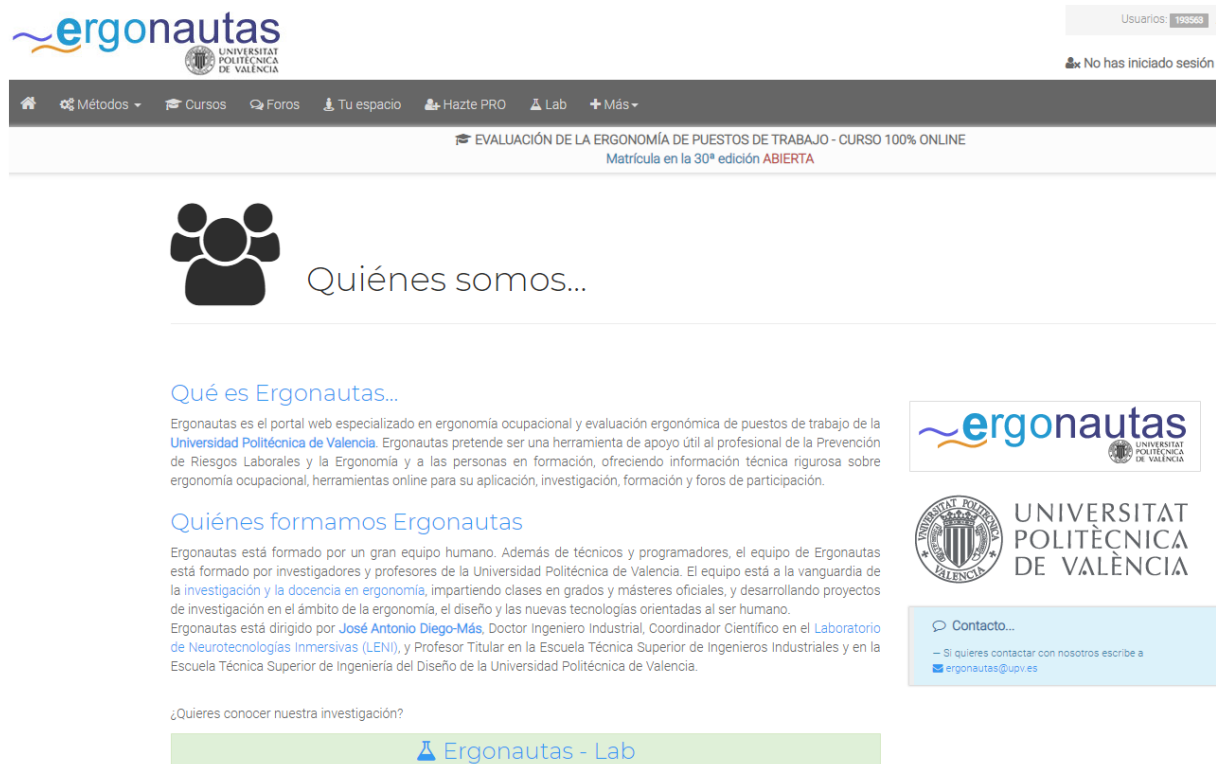 ergonautas
UNIVERSITAT
POLITÈCNICA
DE VALÈNCIA
Usuarios: 193563
No has iniciado sesión
Métodos Cursos Foros Tu espacio Hazte PRO Lab Más
EVALUACIÓN DE LA ERGONOMÍA DE PUESTOS DE TRABAJO - CURSO 100% ONLINE
Matrícula en la 30ª edición ABIERTA
Quiénes somos...
Qué es Ergonautas...
Ergonautas es el portal web especializado en ergonomía ocupacional y evaluación ergonómica de puestos de trabajo de la
Universidad Politécnica de Valencia. Ergonautas pretende ser una herramienta de apoyo útil al profesional de la Prevención
de Riesgos Laborales y la Ergonomía y a las personas en formación, ofreciendo información técnica rigurosa sobre
ergonomía ocupacional, herramientas online para su aplicación, investigación, formación y foros de participación.
Quiénes formamos Ergonautas
Ergonautas está formado por un gran equipo humano. Además de técnicos y programadores, el equipo de Ergonautas
está formado por investigadores y profesores de la Universidad Politécnica de Valencia. El equipo está a la vanguardia de
la investigación y la docencia en ergonomía, impartiendo clases en grados y másteres oficiales, y desarrollando proyectos
de investigación en el ámbito de la ergonomía, el diseño y las nuevas tecnologías orientadas al ser humano.
Ergonautas está dirigido por José Antonio Diego-Más, Doctor Ingeniero Industrial, Coordinador Científico en el Laboratorio
de Neurotecnologías Inmersivas (LENI), y Profesor Titular en la Escuela Técnica Superior de Ingenieros Industriales y en la
Escuela Técnica Superior de Ingeniería del Diseño de la Universidad Politécnica de Valencia.
¿Quieres conocer nuestra investigación?
Ergonautas - Lab
ergonautas
UNIVERSITAT
POLITÈCNICA
DE VALÈNCIA
UNIVERSITAT
POLITÈCNICA
DE VALÈNCIA
Contacto...
– Si quieres contactar con nosotros escribe a
ergonautas@upv.es